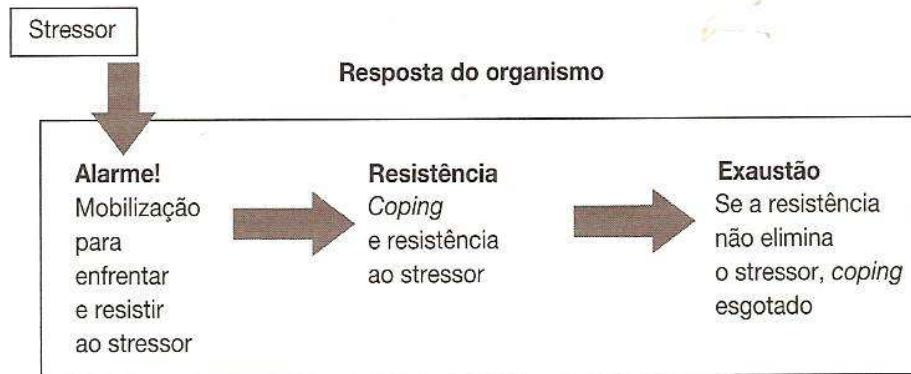 Stressor
Resposta do organismo
Alarme!
Mobilização
para
enfrentar
e resistir
ao stressor
Resistência
Coping
e resistência
ao stressor
Exaustão
Se a resistência
não elimina
o stressor, coping
esgotado